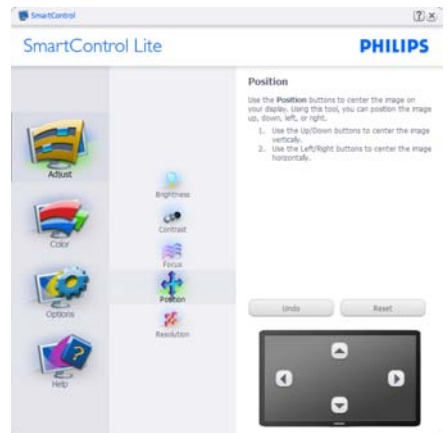 SmartControl
SmartControl Lite
PHILIPS
Adjust
Color
Options
Help
Brightness
Contrast
Focus
Position
Resolution
Position
Use the Position buttons to center the image on
your display. Using this tool, you can position the image
up, down, left, or right.
1. Use the Up/Down buttons to center the image
vertically.
2. Use the Left/Right buttons to center the image
horizontally.
Undo
Reset